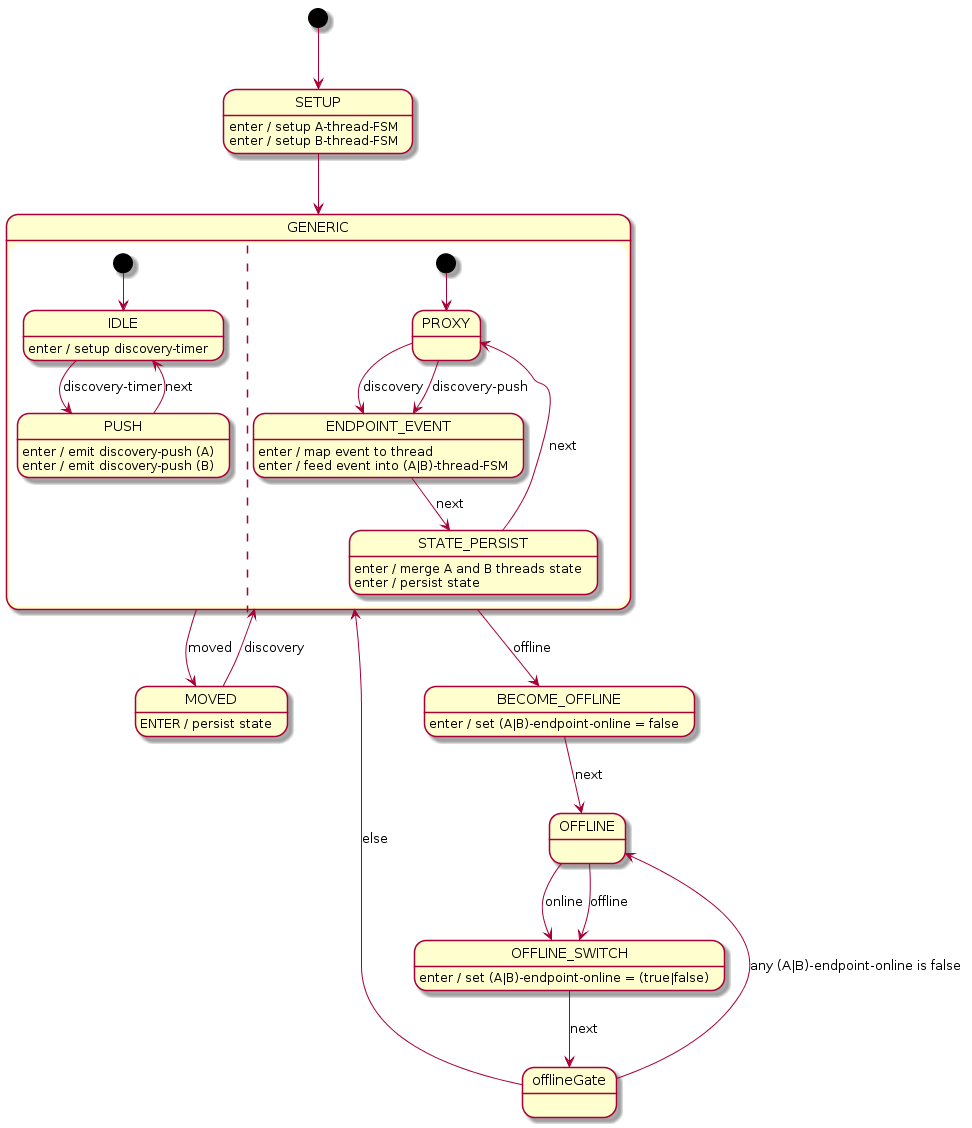 SETUP
enter / setup A-thread-FSM
enter / setup B-thread-FSM
GENERIC
IDLE
enter / setup discovery-timer
discovery-timer
next
PUSH
enter / emit discovery-push (A)
enter / emit discovery-push (B)
PROXY
discovery
discovery-push
ENDPOINT_EVENT
enter / map event to thread
enter / feed event into (A|B)-thread-FSM
next
next
STATE_PERSIST
enter / merge A and B threads state
enter / persist state
moved
discovery
offline
MOVED
ENTER / persist state
BECOME_OFFLINE
enter / set (A|B)-endpoint-online = false
next
OFFLINE
else
online
offline
OFFLINE_SWITCH
enter / set (A|B)-endpoint-online = (true|false)
any (A|B)-endpoint-online is false
next
offlineGate